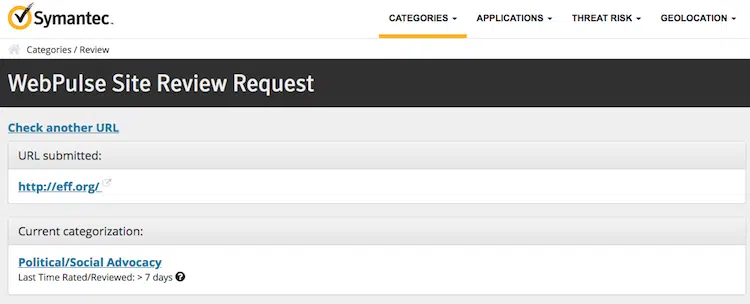 Symantec™
CATEGORIES APPLICATIONS THREAT RISK GEOLOCATION
Categories / Review
WebPulse Site Review Request
Check another URL
URL submitted:
http://eff.org/
Current categorization:
Political/Social Advocacy
Last Time Rated/Reviewed: > 7 days ?